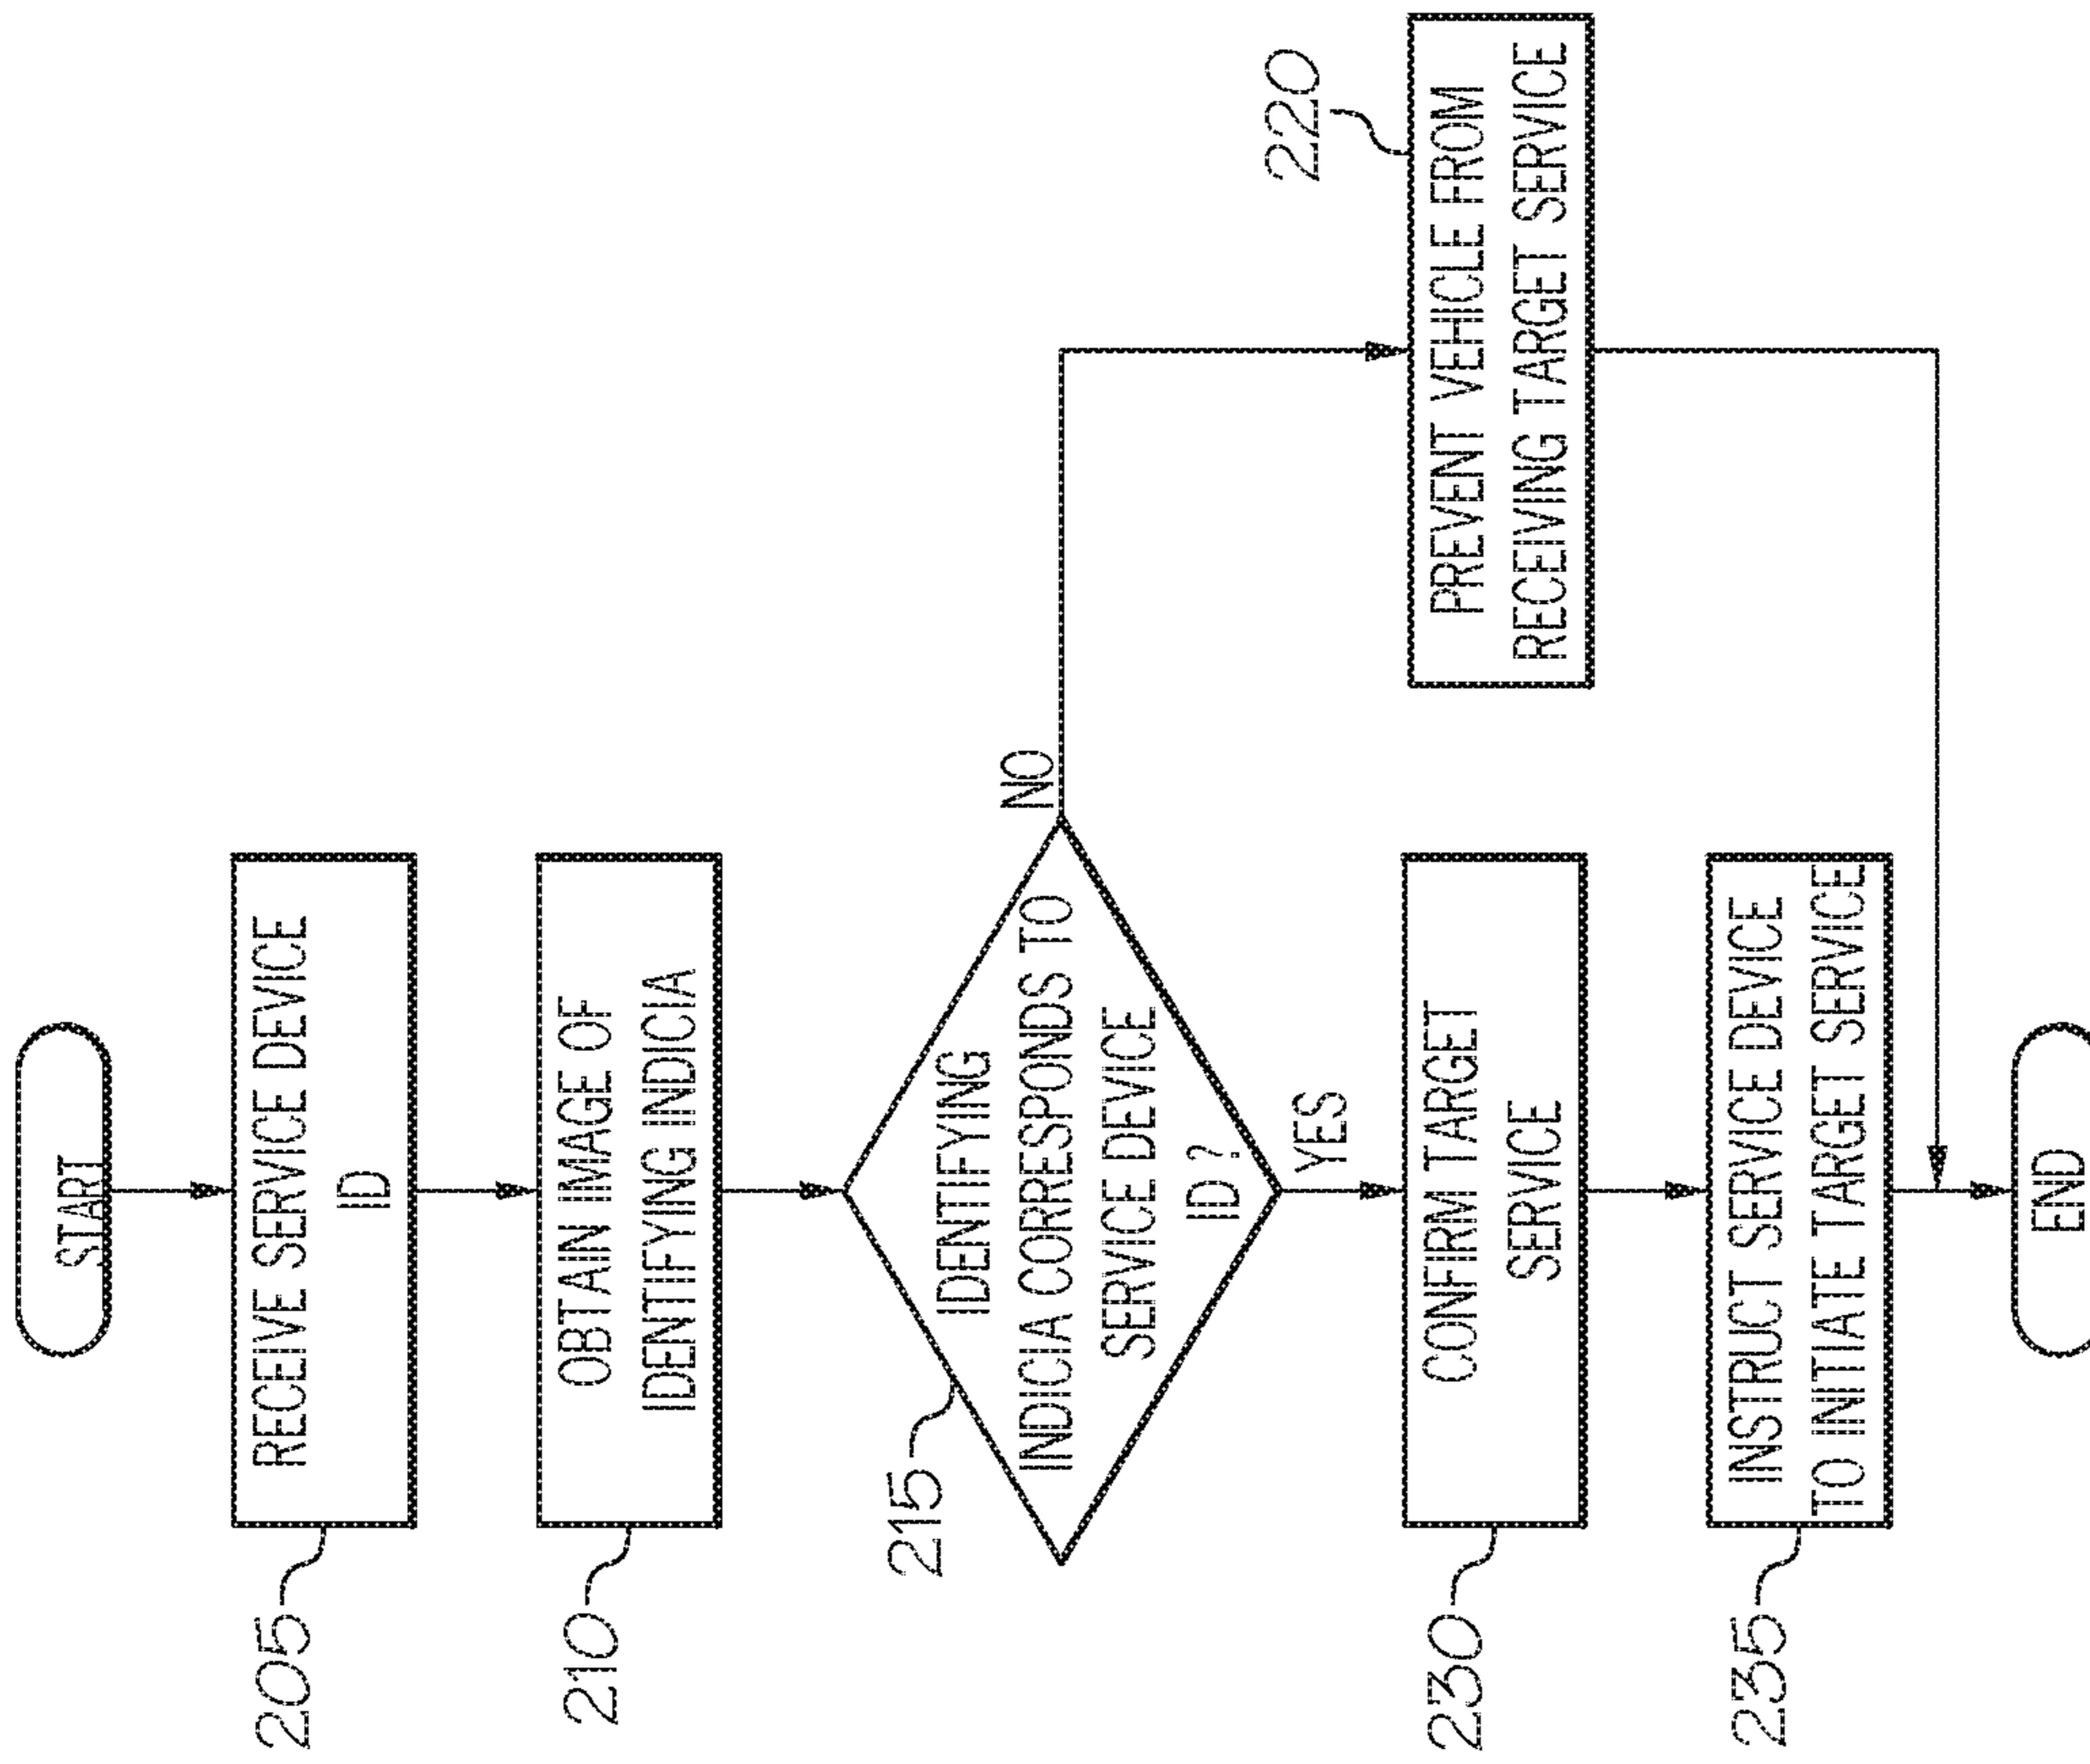 START
205
RECEIVE SERVICE DEVICE
ID
210
OBTAIN IMAGE OF
IDENTIFYING INDICIA
215
IDENTIFYING
INDICIA CORRESPONDS TO
SERVICE DEVICE
ID?
NO
YES
220
PREVENT VEHICLE FROM
RECEIVING TARGET SERVICE
230
CONFIRM TARGET
SERVICE
235
INSTRUCT SERVICE DEVICE
TO INITIATE TARGET SERVICE
END